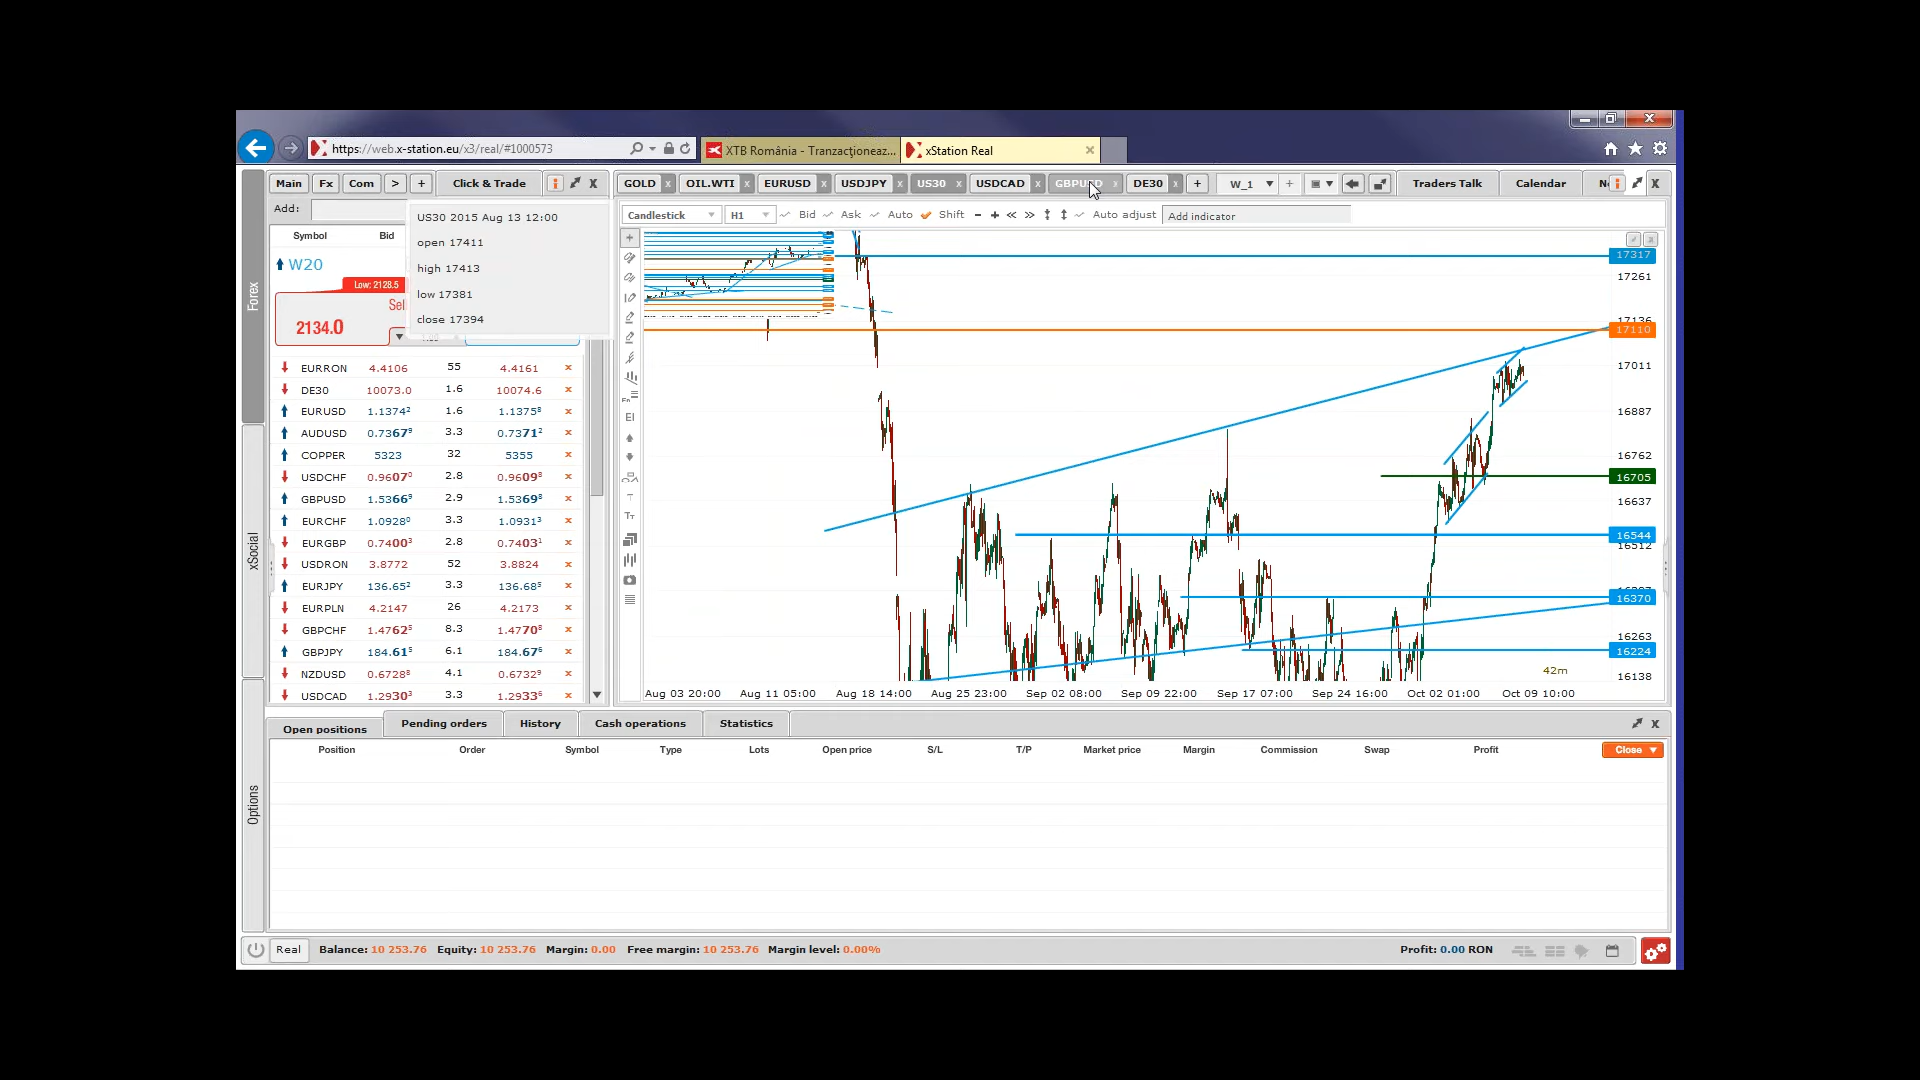 https://web.x-station.eu/x3/real/#1000573
XTB România - Tranzacționeaz...
xStation Real
Main Fx Com > + Click & Trade
GOLD x OIL.WTI x EURUSD x USDJPY x US30 x USDCAD x GBPUSD x DE30 x + W_1 Traders Talk Calendar
Add:
Candlestick H1 Bid Ask Auto Shift Auto adjust Add indicator
Symbol Bid
US30 2015 Aug 13 12:00
open 17411
high 17413
low 17381
close 17394
W20
Low: 2128.5
Sel
2134.0
EURRON 4.4106 55 4.4161
DE30 10073.0 1.6 10074.6
EURUSD 1.1374² 1.6 1.1375⁸
AUDUSD 0.7367⁹ 3.3 0.7371²
COPPER 5323 32 5355
USDCHF 0.9607⁰ 2.8 0.9609⁸
GBPUSD 1.5366⁹ 2.9 1.5369⁸
EURCHF 1.0928⁰ 3.3 1.0931³
EURGBP 0.7400³ 2.8 0.7403¹
USDRON 3.8772 52 3.8824
EURJPY 136.65² 3.3 136.68⁵
EURPLN 4.2147 26 4.2173
GBPCHF 1.4762⁵ 8.3 1.4770⁸
GBPJPY 184.61⁵ 6.1 184.67⁶
NZDUSD 0.6728⁸ 4.1 0.6732⁹
USDCAD 1.2930³ 3.3 1.2933⁶
Forex
xSocial
Options
17317
17261
17136
17110
17011
16887
16762
16705
16637
16544
16512
16370
16263
16224
16138
42m
Aug 03 20:00 Aug 11 05:00 Aug 18 14:00 Aug 25 23:00 Sep 02 08:00 Sep 09 22:00 Sep 17 07:00 Sep 24 16:00 Oct 02 01:00 Oct 09 10:00
Open positions Pending orders History Cash operations Statistics
Position Order Symbol Type Lots Open price S/L T/P Market price Margin Commission Swap Profit Close
Real Balance: 10 253.76 Equity: 10 253.76 Margin: 0.00 Free margin: 10 253.76 Margin level: 0.00% Profit: 0.00 RON